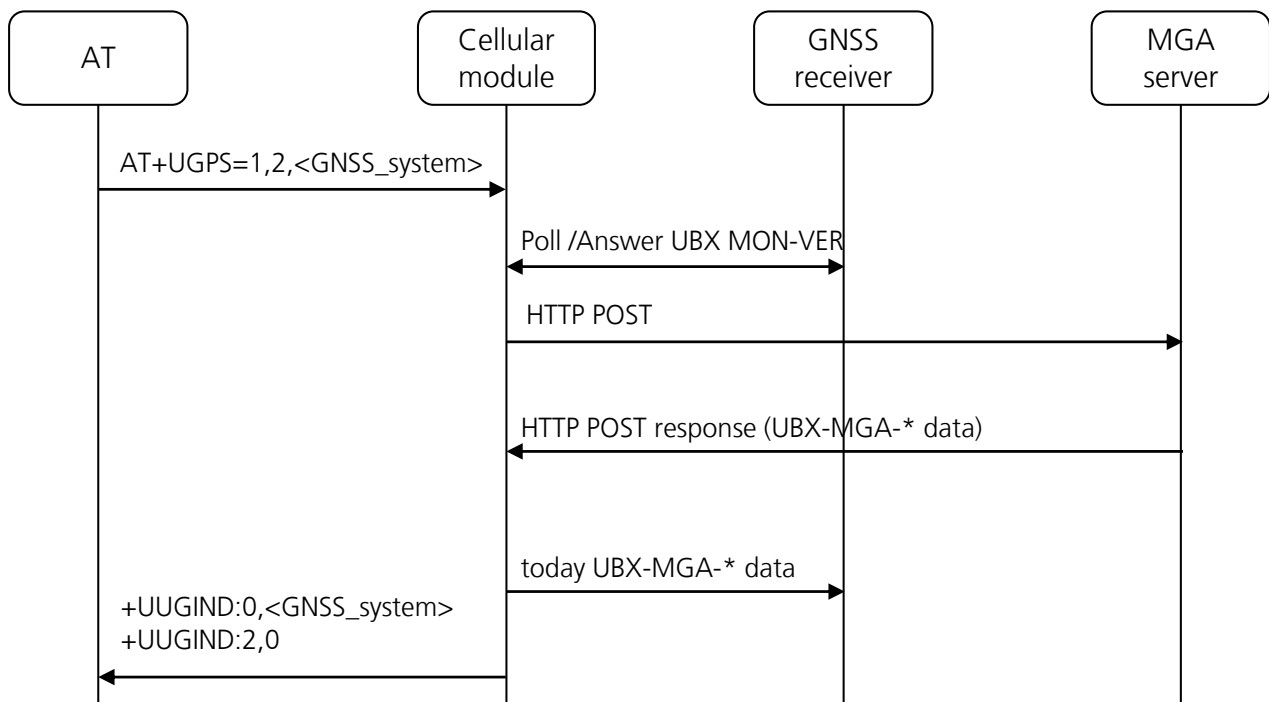 AT
Cellular
module
GNSS
receiver
MGA
server
AT+UGPS=1,2,<GNSS_system>
Poll /Answer UBX MON-VER
HTTP POST
HTTP POST response (UBX-MGA-* data)
today UBX-MGA-* data
+UUGIND:0,<GNSS_system>
+UUGIND:2,0